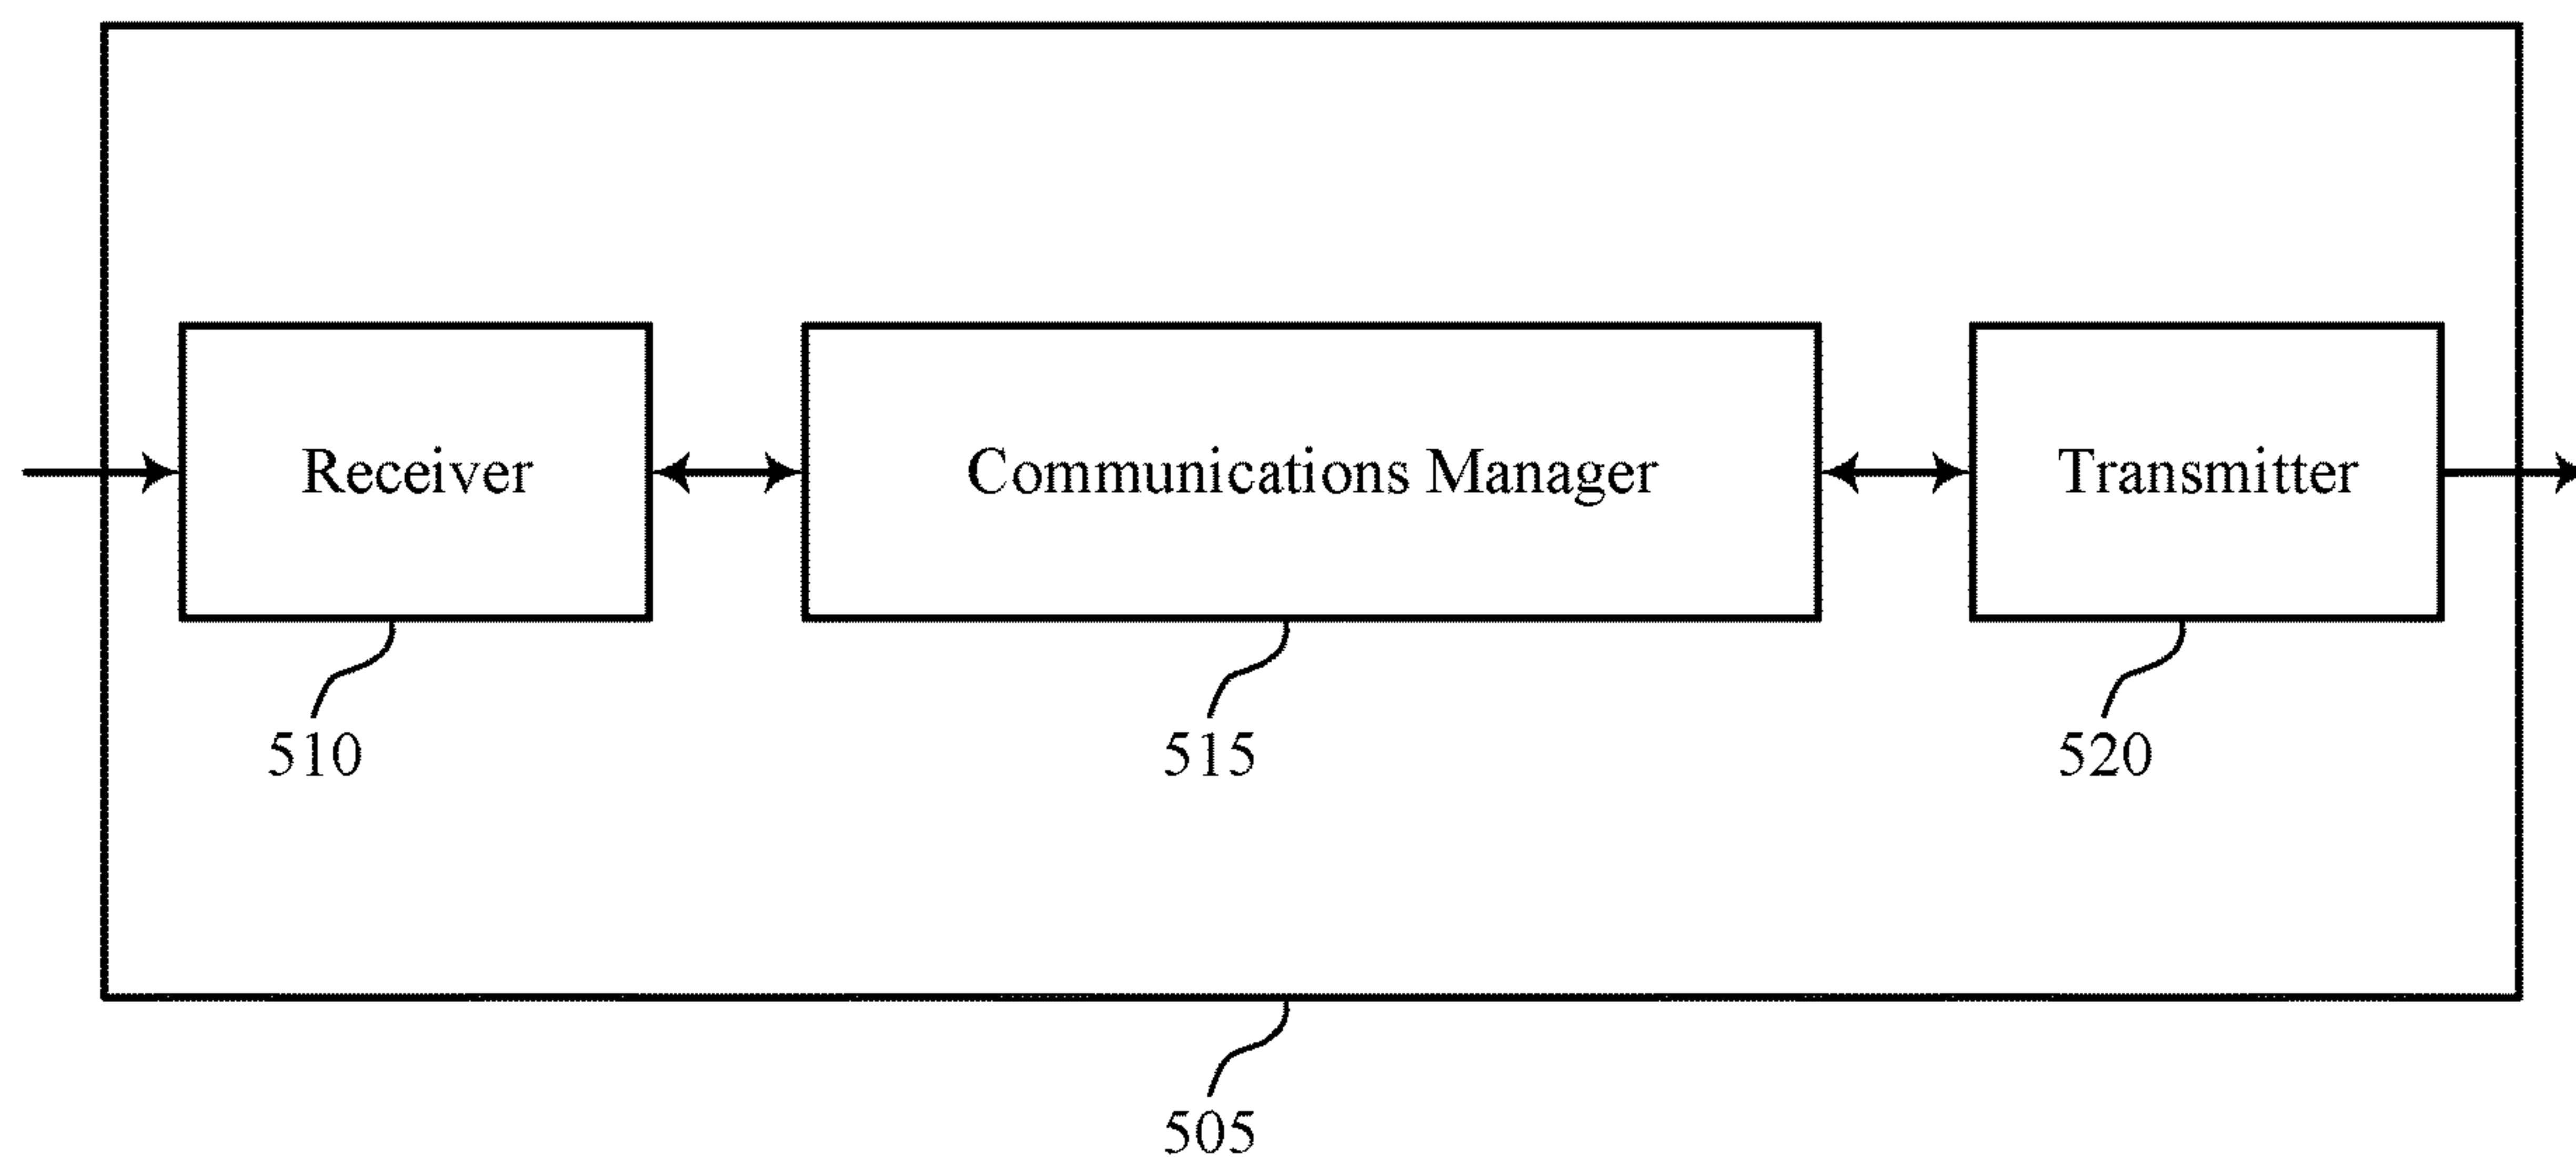 Receiver
Communications Manager
Transmitter
510
515
520
505